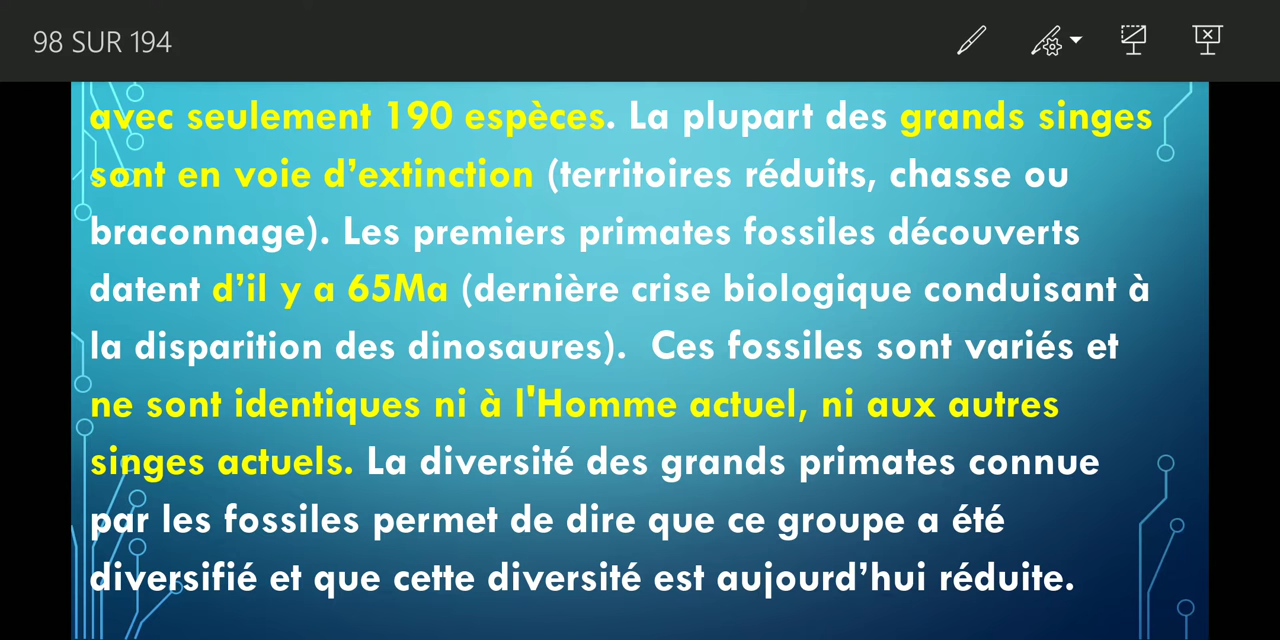 98 SUR 194
avec seulement 190 espèces. La plupart des grands singes
sont en voie d’extinction (territoires réduits, chasse ou
braconnage). Les premiers primates fossiles découverts
datent d’il y a 65Ma (dernière crise biologique conduisant à
la disparition des dinosaures).  Ces fossiles sont variés et
ne sont identiques ni à l'Homme actuel, ni aux autres
singes actuels. La diversité des grands primates connue
par les fossiles permet de dire que ce groupe a été
diversifié et que cette diversité est aujourd’hui réduite.